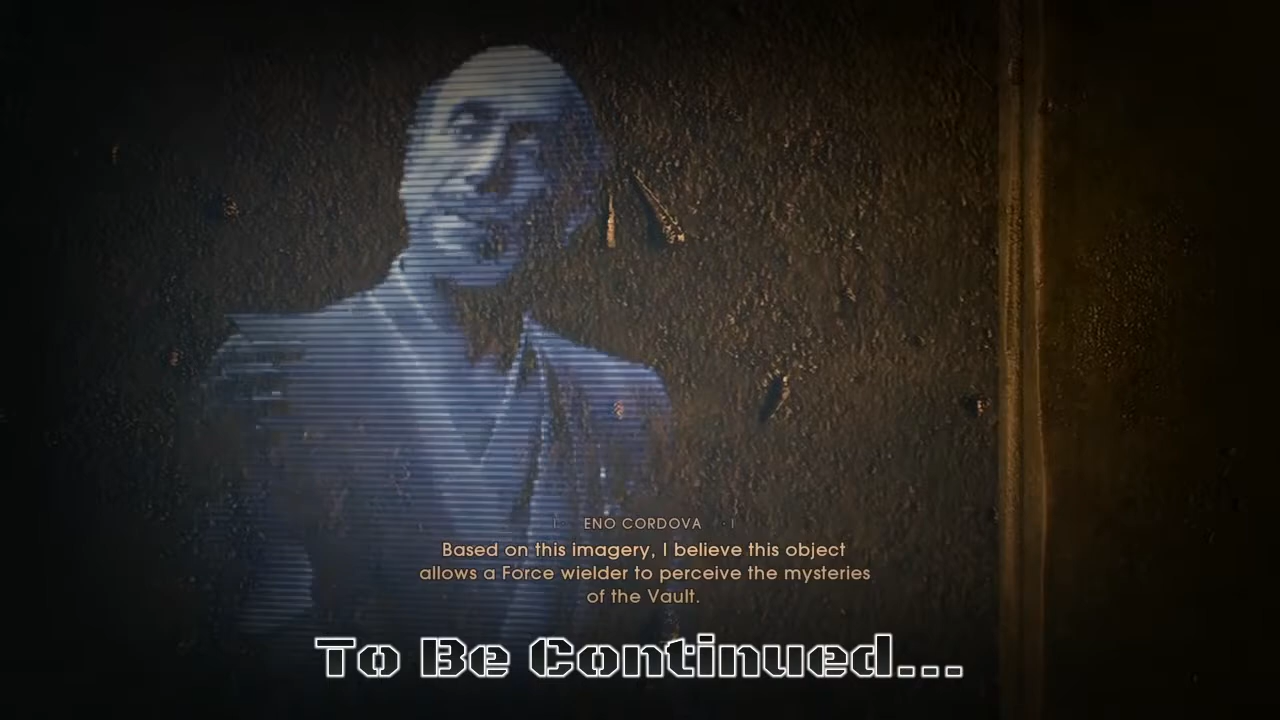 ENO CORDOVA
Based on this imagery, I believe this object
allows a Force wielder to perceive the mysteries
of the Vault.
To Be Continued...